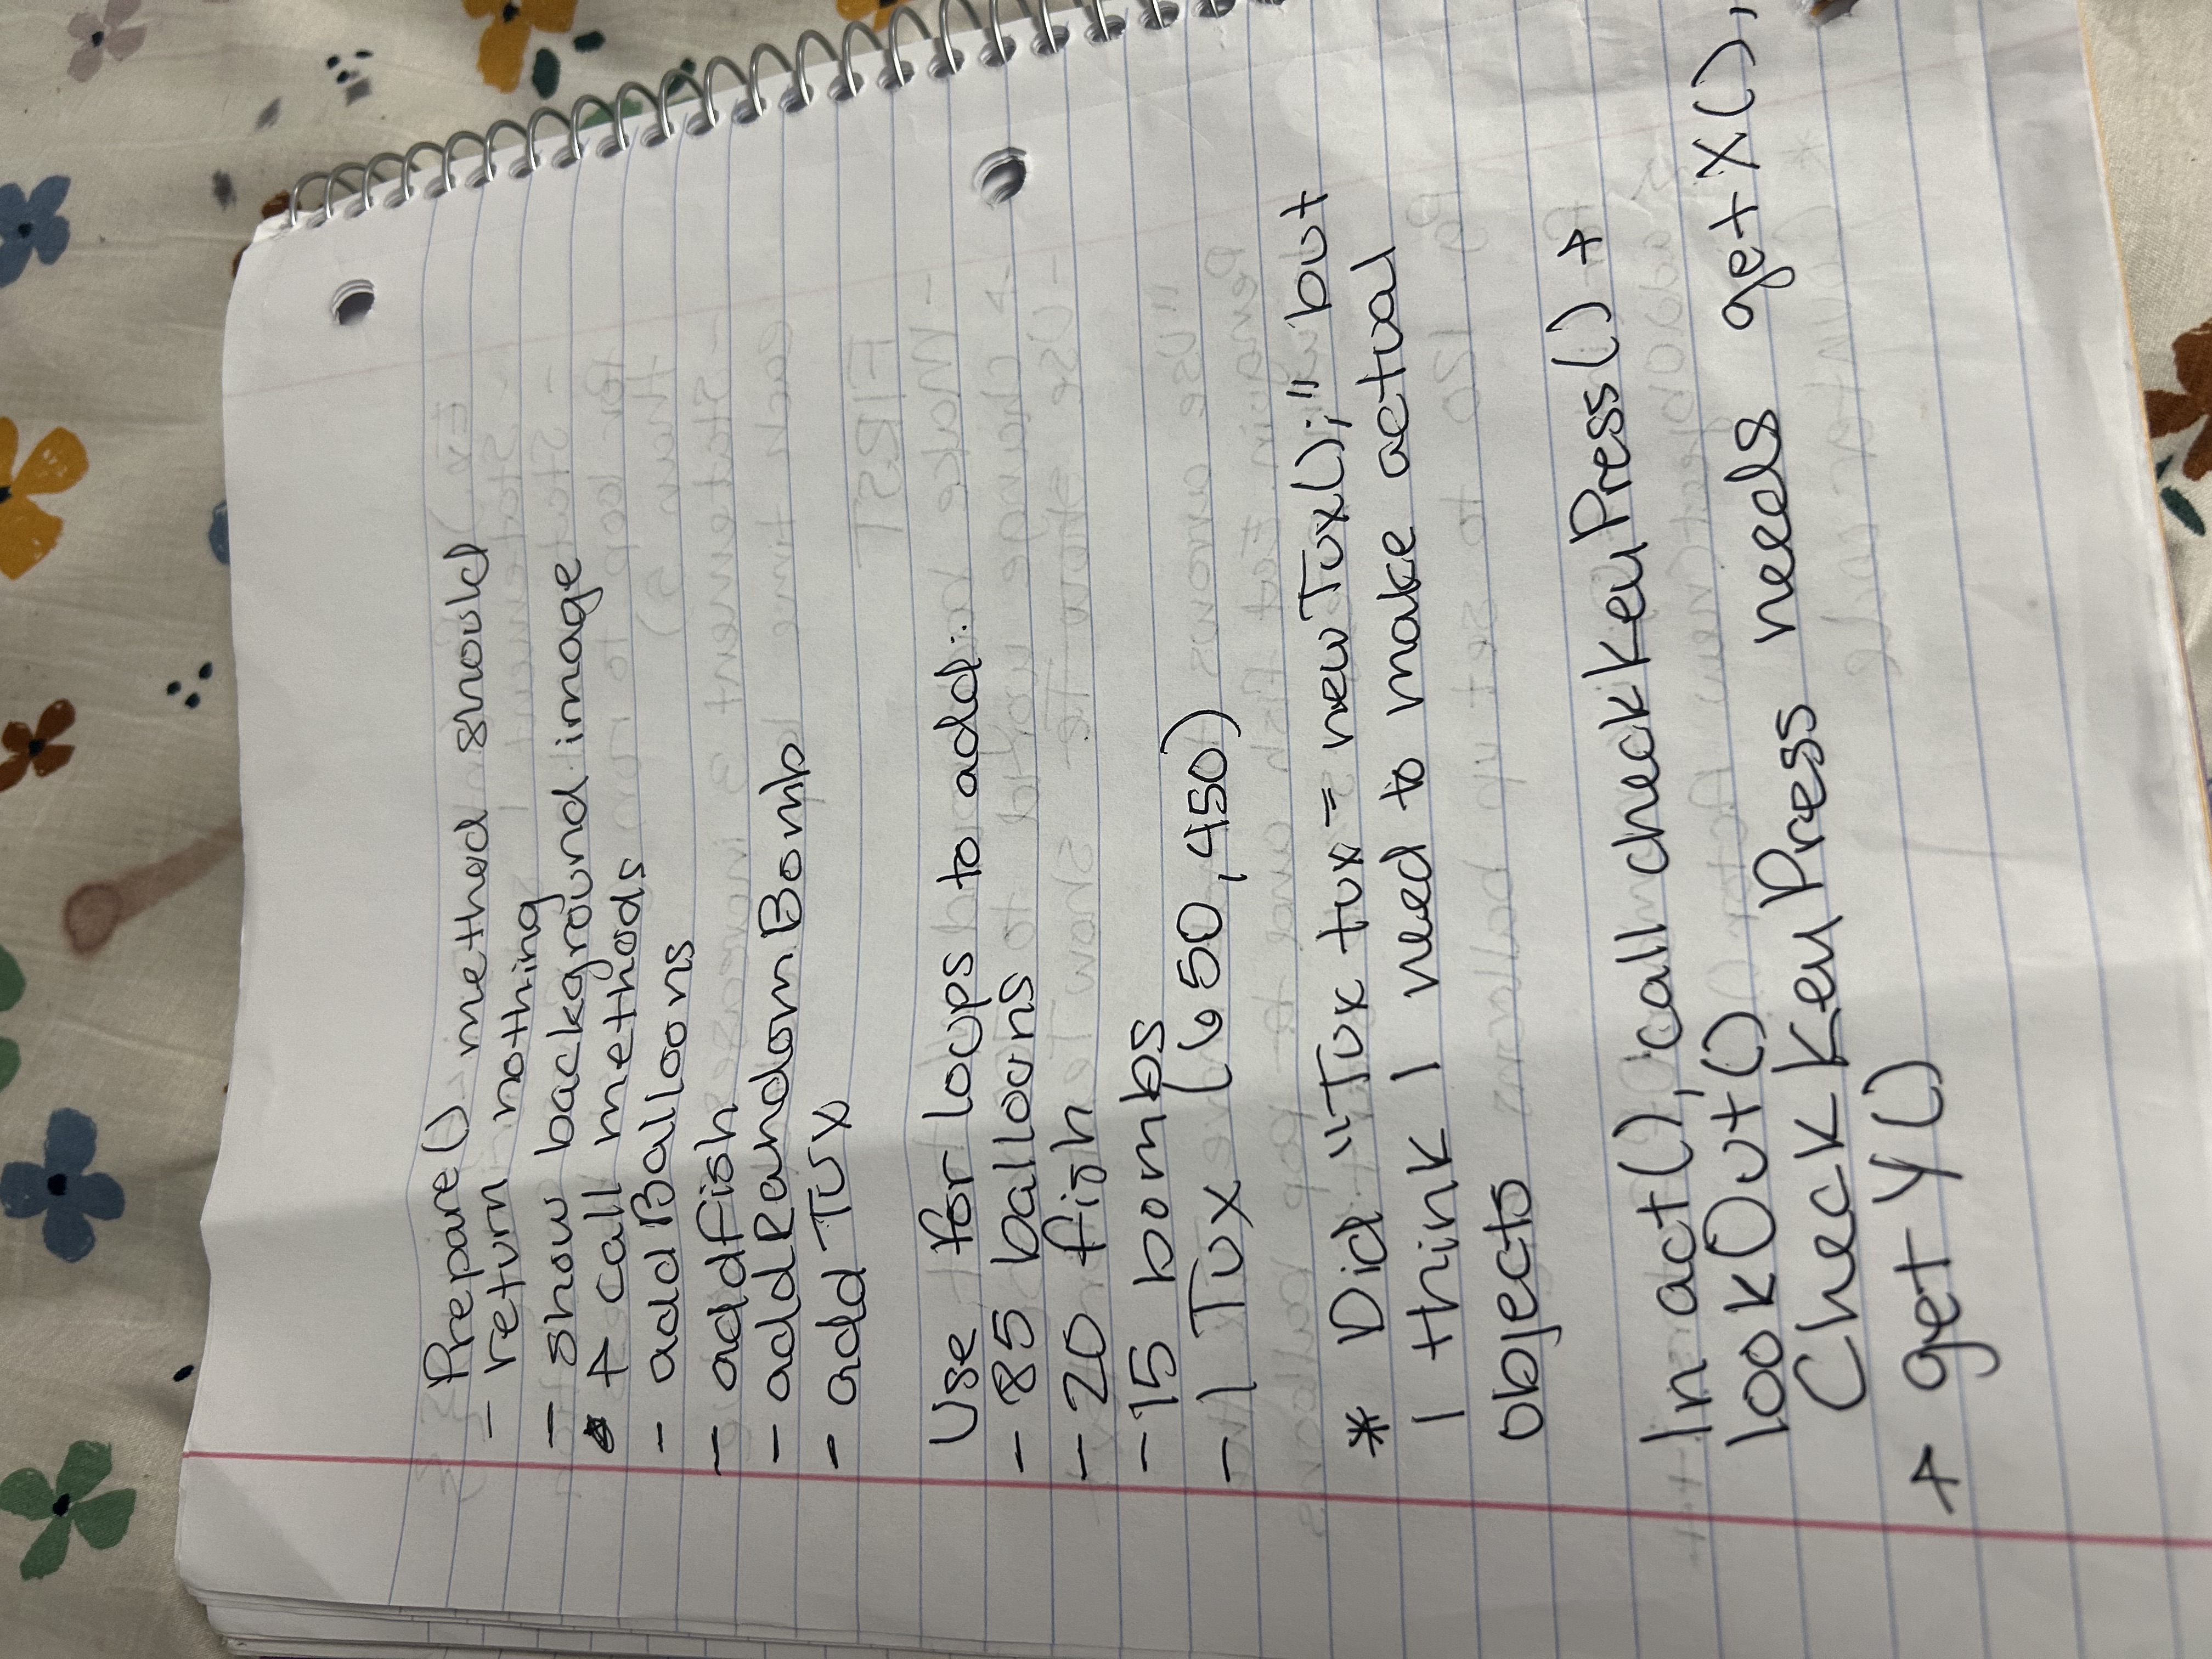 Prepare() method should
- return nothing
- show background image
+ call methods
- addBalloons
- addfish
- addRandomBomb
- add TUX
Use for loops to add:
- 85 balloons
- 20 fish
- 15 bombs
- 1 Tux (650,450)
* Did "Tux tux = new Tux();" but
I think I need to make actual
objects
In act(), call checkKeyPress() +
lookOut()
CheckKeyPress needs getX(),
+ getY()